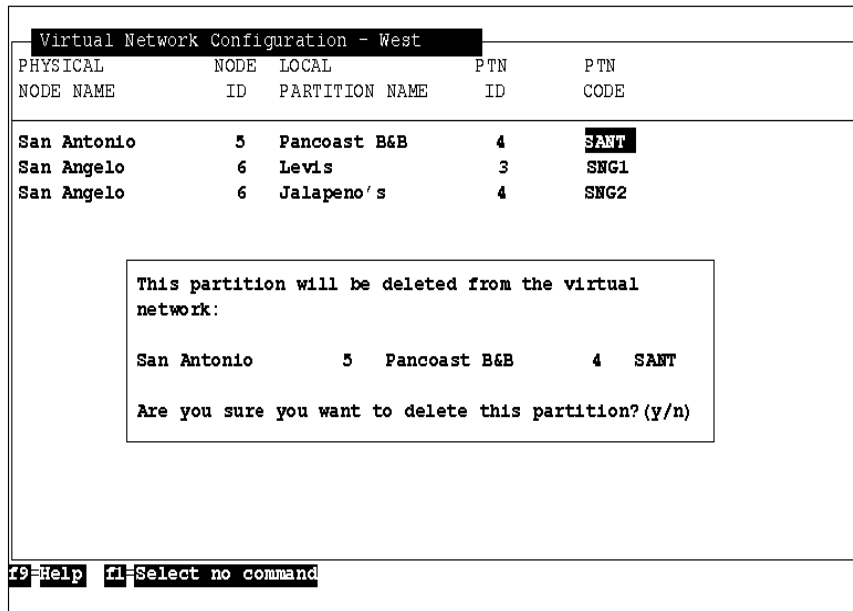 Virtual Network Configuration - West
PHYSICAL NODE LOCAL PTN PTN
NODE NAME ID PARTITION NAME ID CODE
San Antonio 5 Pancoast B&B 4 SANT
San Angelo 6 Levis 3 SNG1
San Angelo 6 Jalapeno's 4 SNG2
This partition will be deleted from the virtual
network:
San Antonio 5 Pancoast B&B 4 SANT
Are you sure you want to delete this partition?(y/n)
f9=Help f1=Select no command